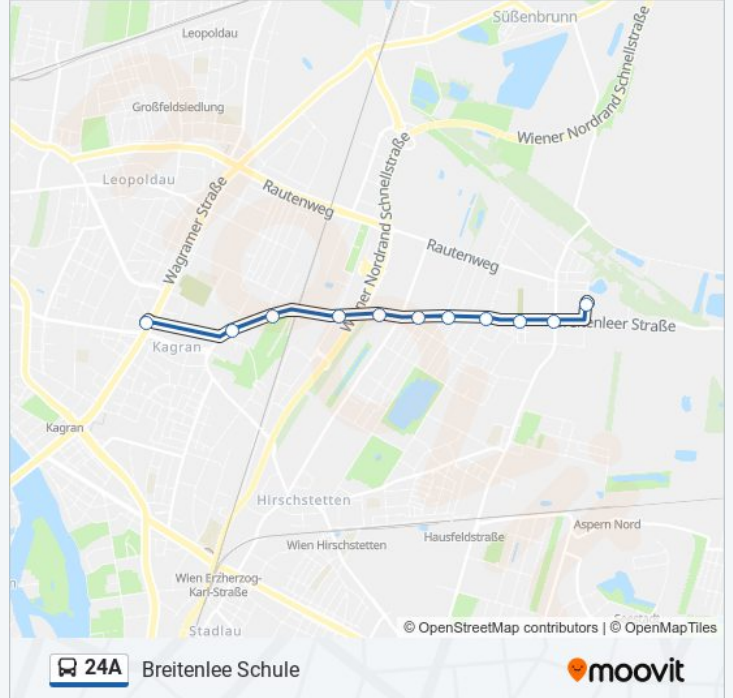 Süßenbrunn
Leopoldau
Großfeldsiedlung
Wiener Nordrand Schnellstraße
Leopoldau
Wagramer Straße
Rautenweg
Wiener Nordrand Schnellstraße
Rautenweg
Straße
Kagran
Kagran
Hirschstetten
Aspern Nord
Wien Hirschstetten
Hausfeldstraße
Wien Erzherzog-
Karl-Straße
Stadlau
© OpenStreetMap contributors | © OpenMapTiles
24A Breitenlee Schule
moovit